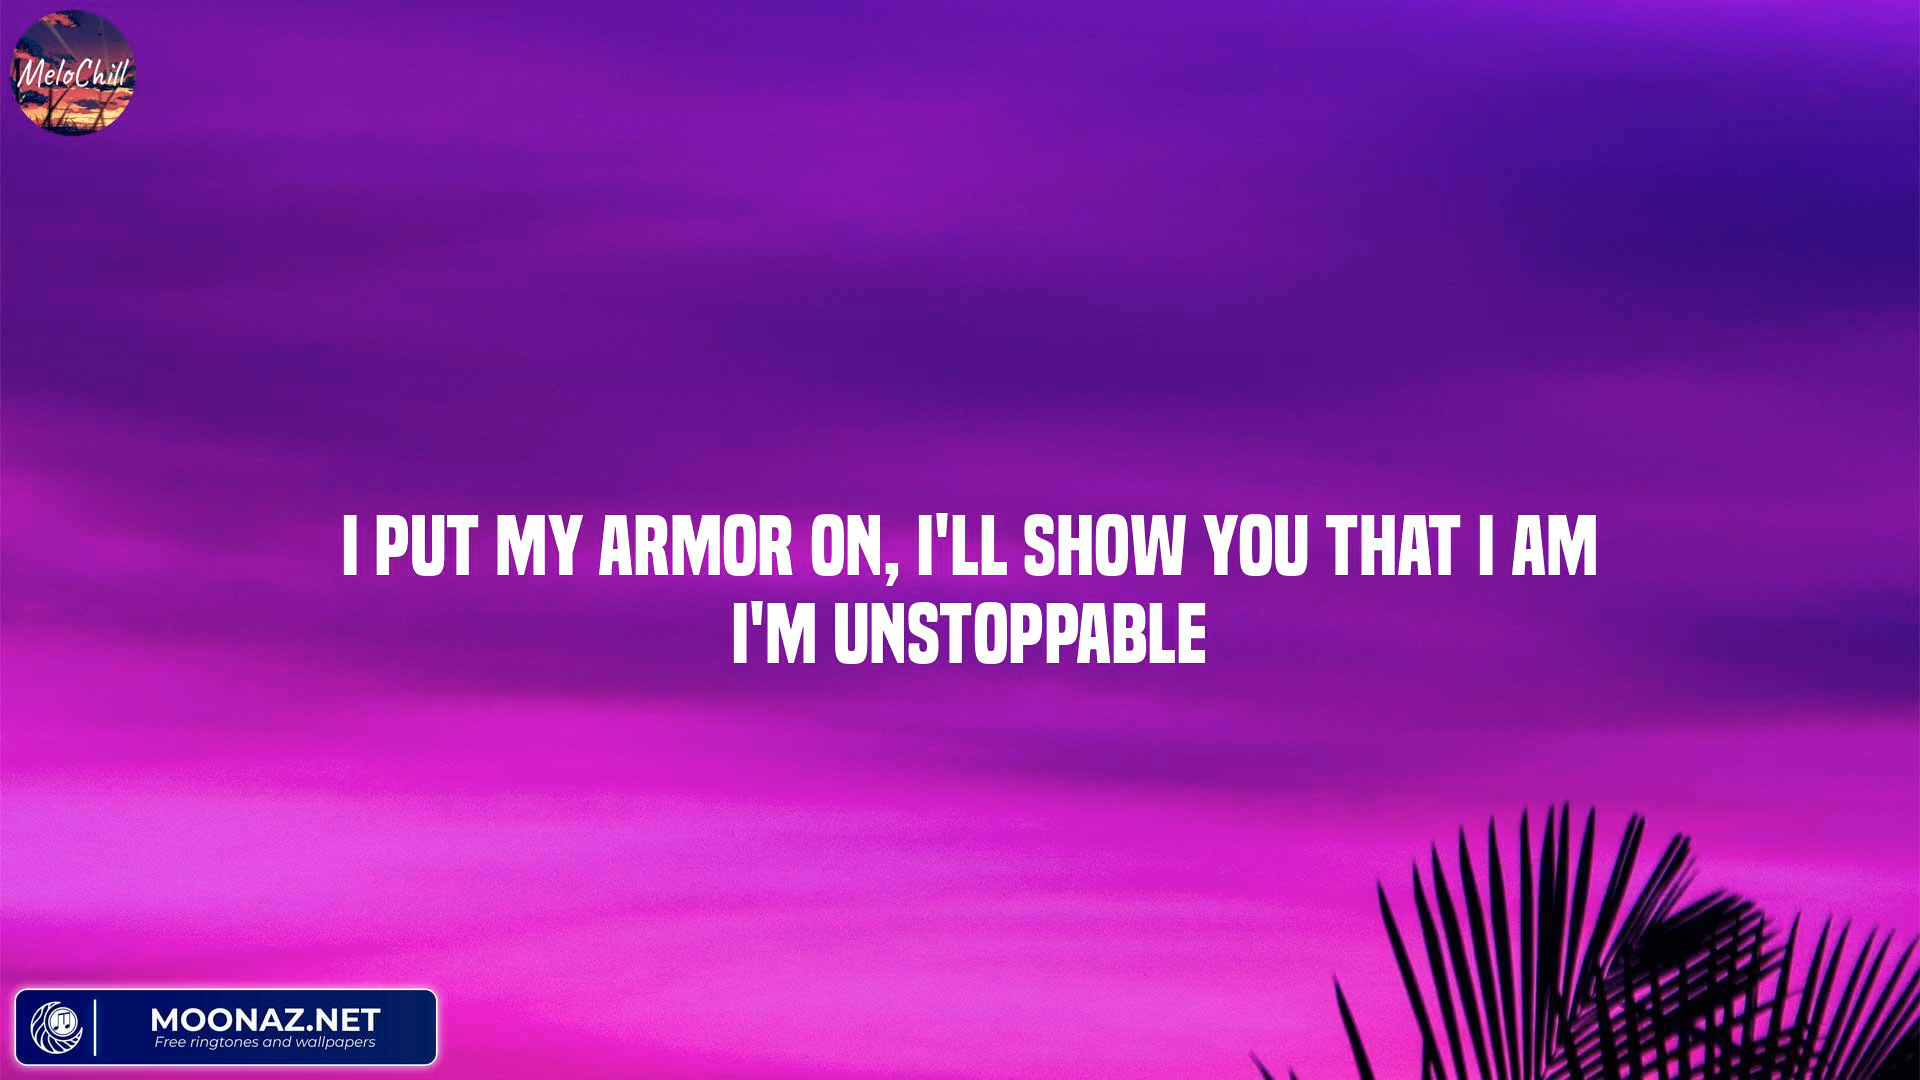 MeloChill
I PUT MY ARMOR ON, I'LL SHOW YOU THAT I AM
I'M UNSTOPPABLE
MOONAZ.NET
Free ringtones and wallpapers